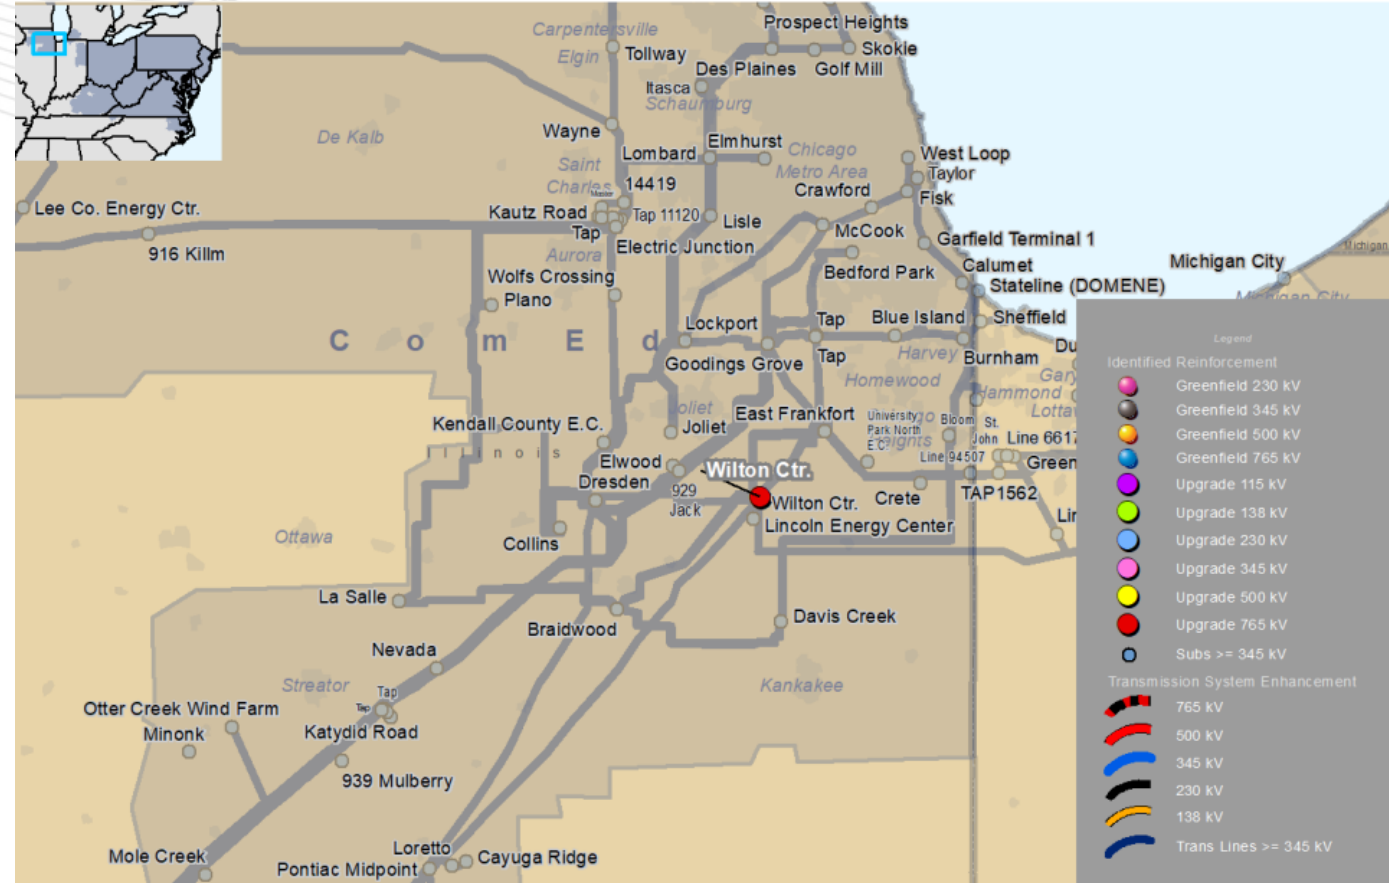 Carpentersville
Prospect Heights
Elgin
Tollway
Skokie
Des Plaines
Golf Mill
Itasca
Schaumburg
De Kalb
Wayne
Elmhurst
Lombard
Chicago
Metro Area
West Loop
Saint
Charles
14419
Taylor
Crawford
Fisk
Lee Co. Energy Ctr.
Kautz Road
Tap 11120
Lisle
Tap
McCook
Garfield Terminal 1
916 Killm
Electric Junction
Michigan
Aurora
Bedford Park
Calumet
Michigan City
Wolfs Crossing
Stateline (DOMENE)
Plano
Michigan City
Lockport
Tap
Blue Island
Sheffield
C o m E d
Goodings Grove
Tap
Harvey
Burnham
Du
Homewood
Gary
Hammond
Joliet
East Frankfort
University
Park North
E.C.
go
Heights
Bloom
St.
John
Lotta
Kendall County E.C.
Joliet
Line 6617
Illinois
Line 94507
Elwood
Wilton Ctr.
Green
Dresden
929
Jack
Wilton Ctr.
Crete
TAP1562
Lincoln Energy Center
Lin
Ottawa
Collins
La Salle
Braidwood
Davis Creek
Nevada
Streator
Tap
Kankakee
Otter Creek Wind Farm
Tap
Minonk
Katydid Road
939 Mulberry
Mole Creek
Loretto
Cayuga Ridge
Pontiac Midpoint
Legend
Identified Reinforcement
Greenfield 230 kV
Greenfield 345 kV
Greenfield 500 kV
Greenfield 765 kV
Upgrade 115 kV
Upgrade 138 kV
Upgrade 230 kV
Upgrade 345 kV
Upgrade 500 kV
Upgrade 765 kV
Subs >= 345 kV
Transmission System Enhancement
765 kV
500 kV
345 kV
230 kV
138 kV
Trans Lines >= 345 kV